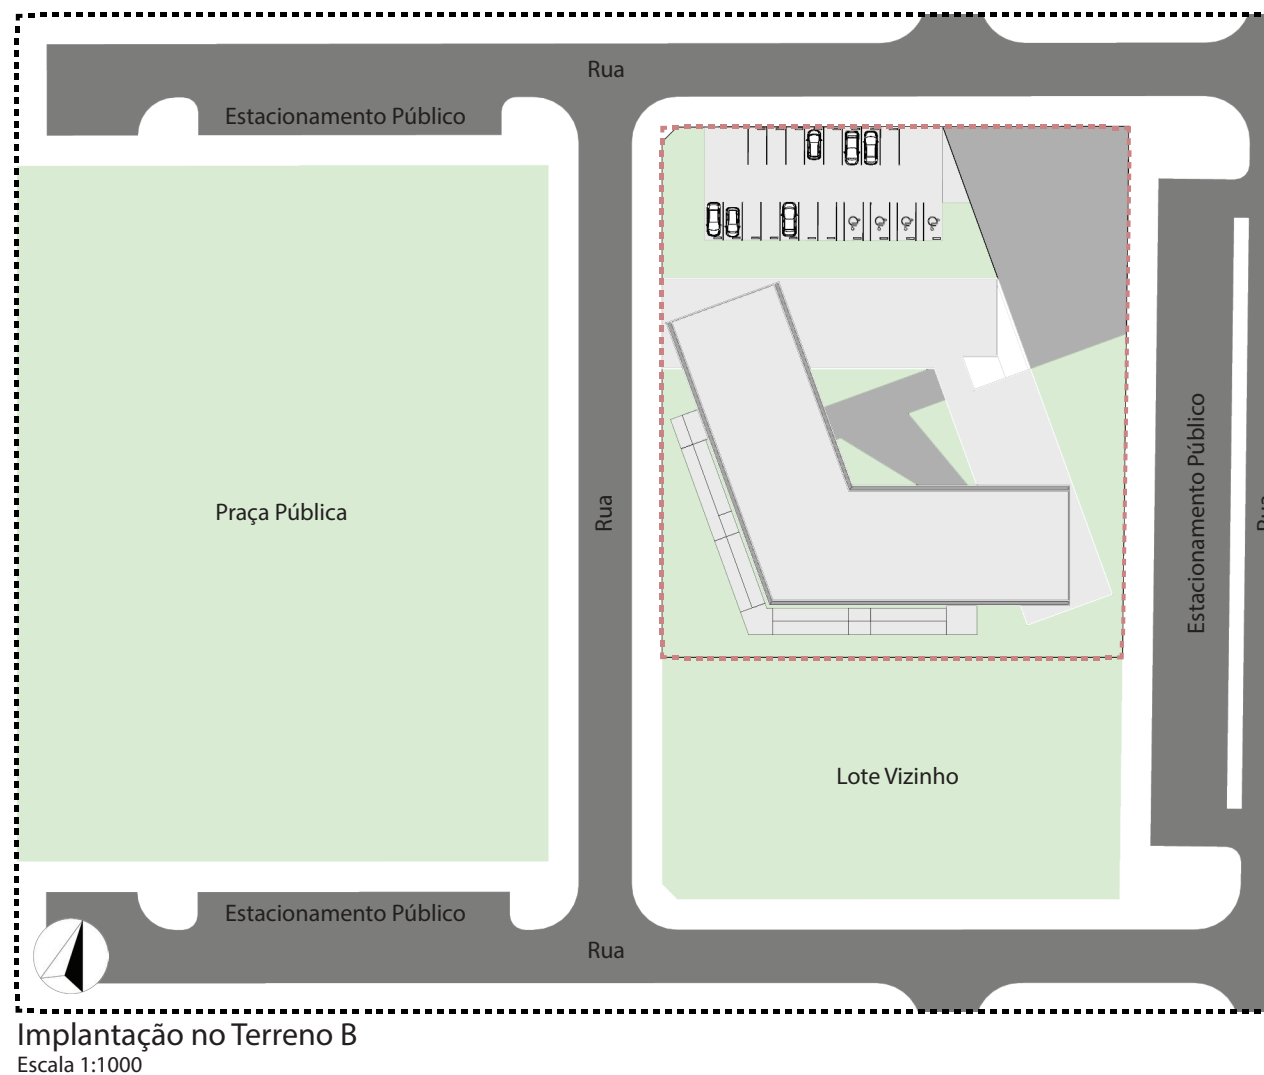 Rua
Estacionamento Público
Estacionamento Público
Praça Pública
Rua
Lote Vizinho
Estacionamento Público
Rua
Implantação no Terreno B
Escala 1:1000